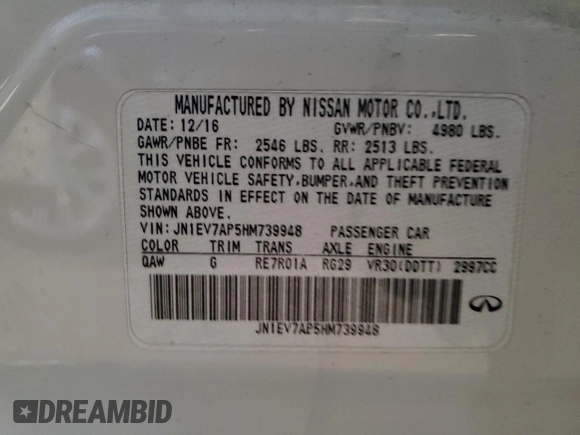 MANUFACTURED BY NISSAN MOTOR CO.,LTD.
DATE: 12/16 GVWR/PNBV: 4980 LBS.
GAWR/PNBE FR: 2546 LBS. RR: 2513 LBS.
THIS VEHICLE CONFORMS TO ALL APPLICABLE FEDERAL
MOTOR VEHICLE SAFETY,BUMPER,AND THEFT PREVENTION
STANDARDS IN EFFECT ON THE DATE OF MANUFACTURE
SHOWN ABOVE.
VIN: JN1EV7AP5HM739948 PASSENGER CAR
COLOR TRIM TRANS AXLE ENGINE
QAW G RE7R01A RG29 VR30(DDTT) 2997CC
JN1EV7AP5HM739948
DREAMBID